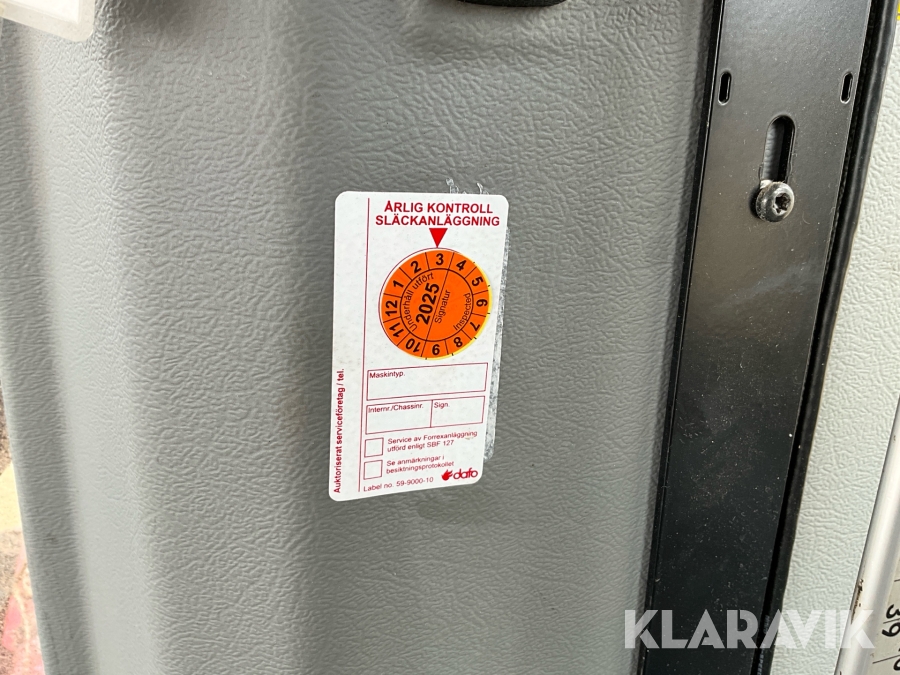 ÅRLIG KONTROLL
SLÄCKANLÄGGNING
1 2 3 4 5 6 7 8 9 10 11 12
Underhåll utfört
2025
Signatur
Inspected
Maskintyp.
Internr./Chassinr. Sign.
Service av Forrexanläggning
utförd enligt SBF 127
Se anmärkningar i
besiktningsprotokollet
Label no. 59-9000-10
dafo
Auktoriserat serviceföretag / tel.
KLARAVIK
39